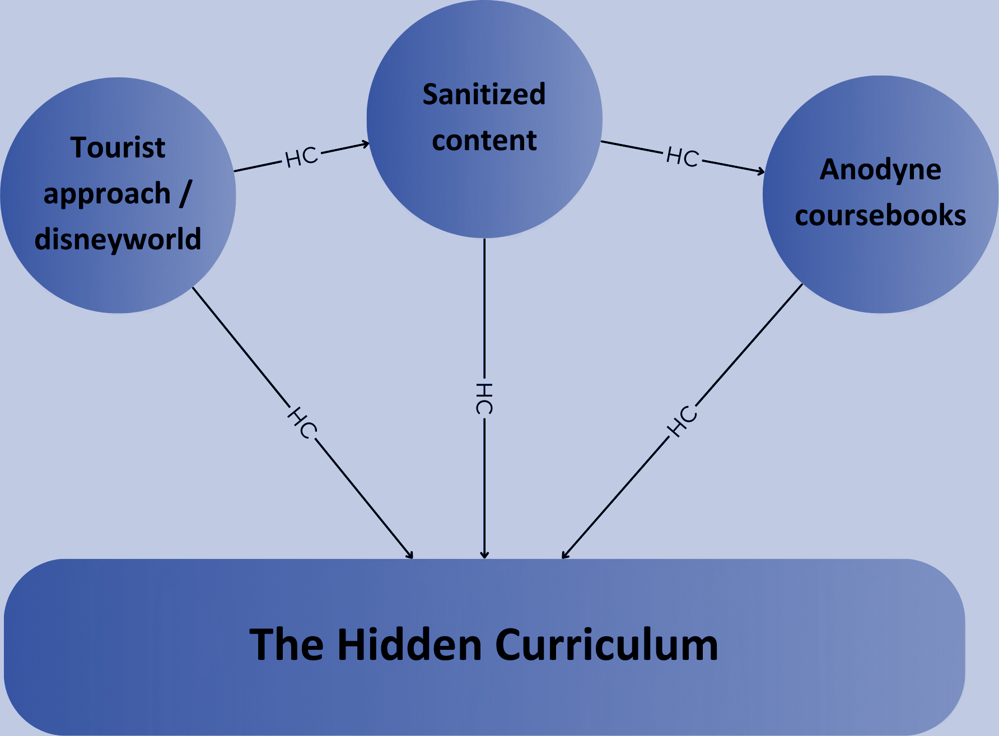 Sanitized
content
Tourist
approach /
disneyworld
HC
HC
Anodyne
coursebooks
HC
HC
HC
The Hidden Curriculum